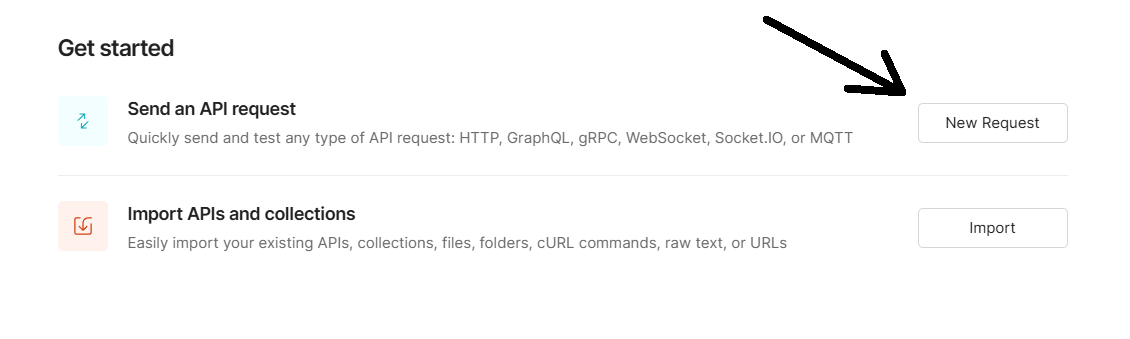 Get started
Send an API request
Quickly send and test any type of API request: HTTP, GraphQL, gRPC, WebSocket, Socket.IO, or MQTT
New Request
Import APIs and collections
Easily import your existing APIs, collections, files, folders, cURL commands, raw text, or URLs
Import